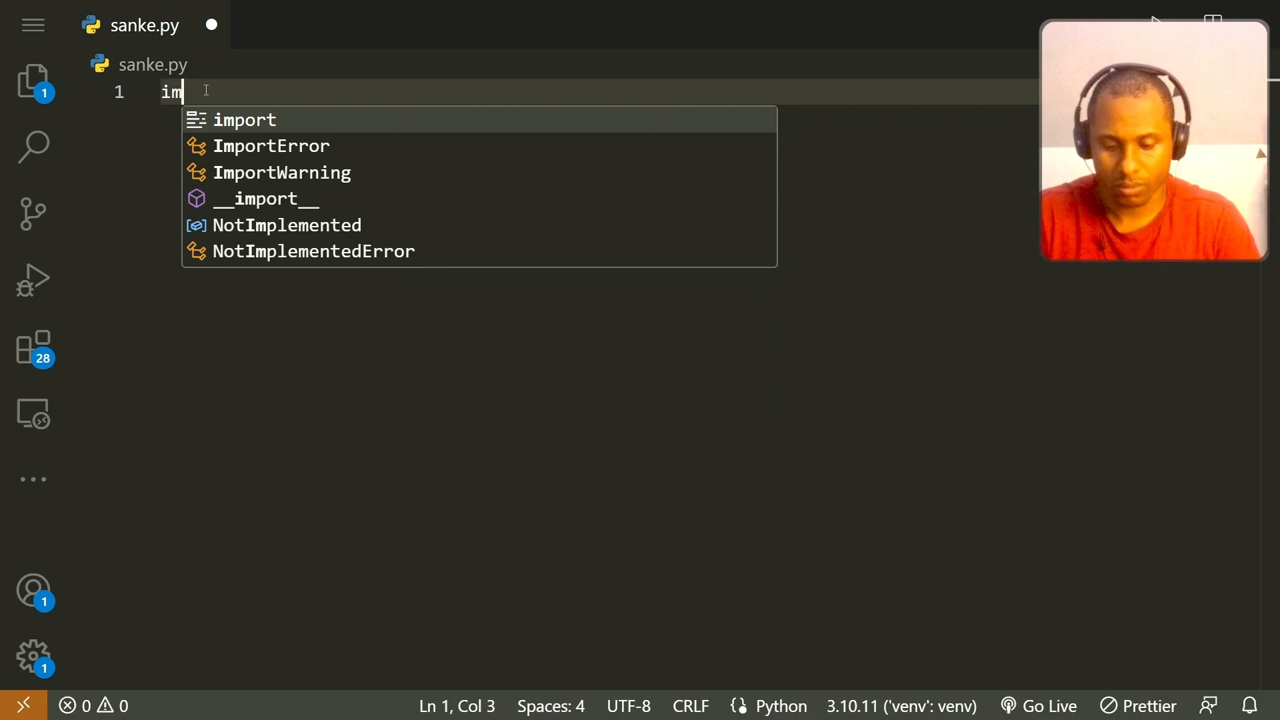 sanke.py
sanke.py
1 im
import
ImportError
ImportWarning
__import__
NotImplemented
NotImplementedError
1
28
1
1
0 0 Ln 1, Col 3 Spaces: 4 UTF-8 CRLF Python 3.10.11 ('venv': venv) Go Live Prettier